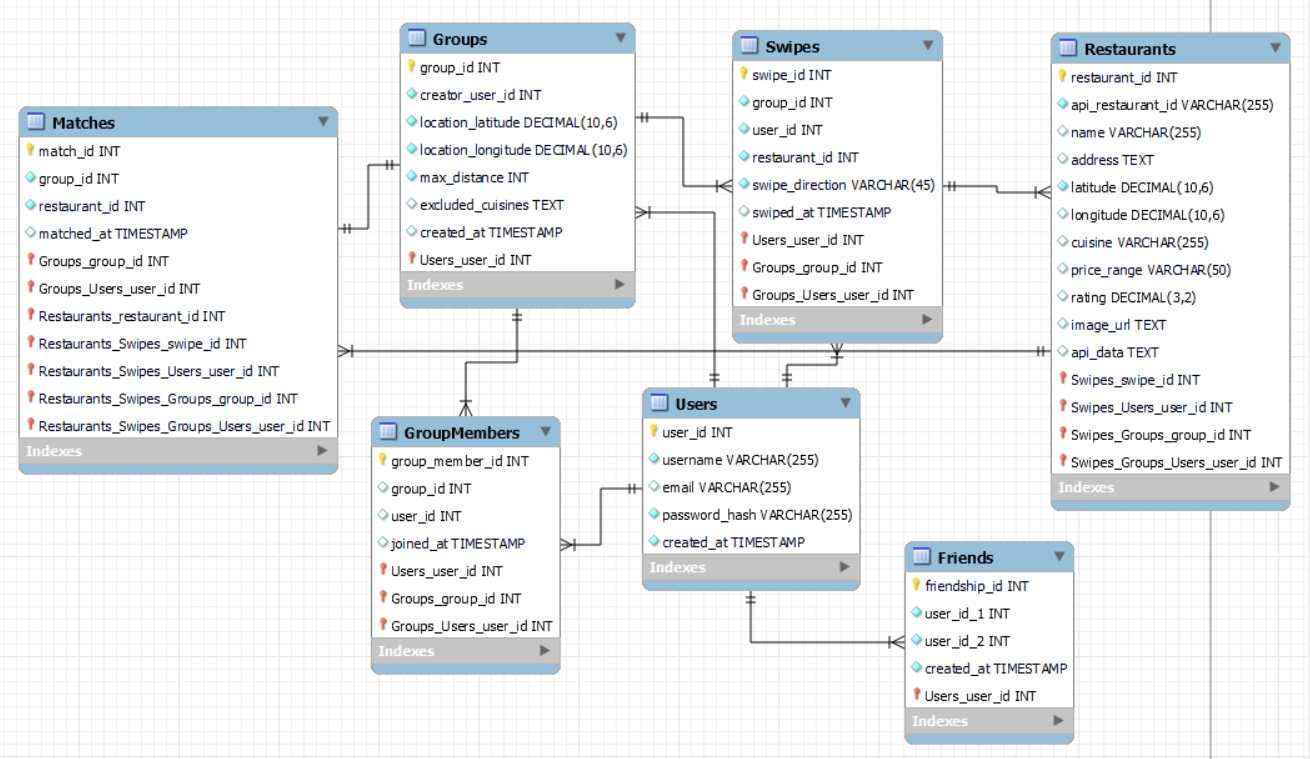 Groups
group_id INT
creator_user_id INT
location_latitude DECIMAL(10,6)
location_longitude DECIMAL(10,6)
max_distance INT
excluded_cuisines TEXT
created_at TIMESTAMP
Users_user_id INT
Indexes
Swipes
swipe_id INT
group_id INT
user_id INT
restaurant_id INT
swipe_direction VARCHAR(45)
swiped_at TIMESTAMP
Users_user_id INT
Groups_group_id INT
Groups_Users_user_id INT
Indexes
Restaurants
restaurant_id INT
api_restaurant_id VARCHAR(255)
name VARCHAR(255)
address TEXT
latitude DECIMAL(10,6)
longitude DECIMAL(10,6)
cuisine VARCHAR(255)
price_range VARCHAR(50)
rating DECIMAL(3,2)
image_url TEXT
api_data TEXT
Swipes_swipe_id INT
Swipes_Users_user_id INT
Swipes_Groups_group_id INT
Swipes_Groups_Users_user_id INT
Indexes
Matches
match_id INT
group_id INT
restaurant_id INT
matched_at TIMESTAMP
Groups_group_id INT
Groups_Users_user_id INT
Restaurants_restaurant_id INT
Restaurants_Swipes_swipe_id INT
Restaurants_Swipes_Users_user_id INT
Restaurants_Swipes_Groups_group_id INT
Restaurants_Swipes_Groups_Users_user_id INT
Indexes
GroupMembers
group_member_id INT
group_id INT
user_id INT
joined_at TIMESTAMP
Users_user_id INT
Groups_group_id INT
Groups_Users_user_id INT
Indexes
Users
user_id INT
username VARCHAR(255)
email VARCHAR(255)
password_hash VARCHAR(255)
created_at TIMESTAMP
Indexes
Friends
friendship_id INT
user_id_1 INT
user_id_2 INT
created_at TIMESTAMP
Users_user_id INT
Indexes